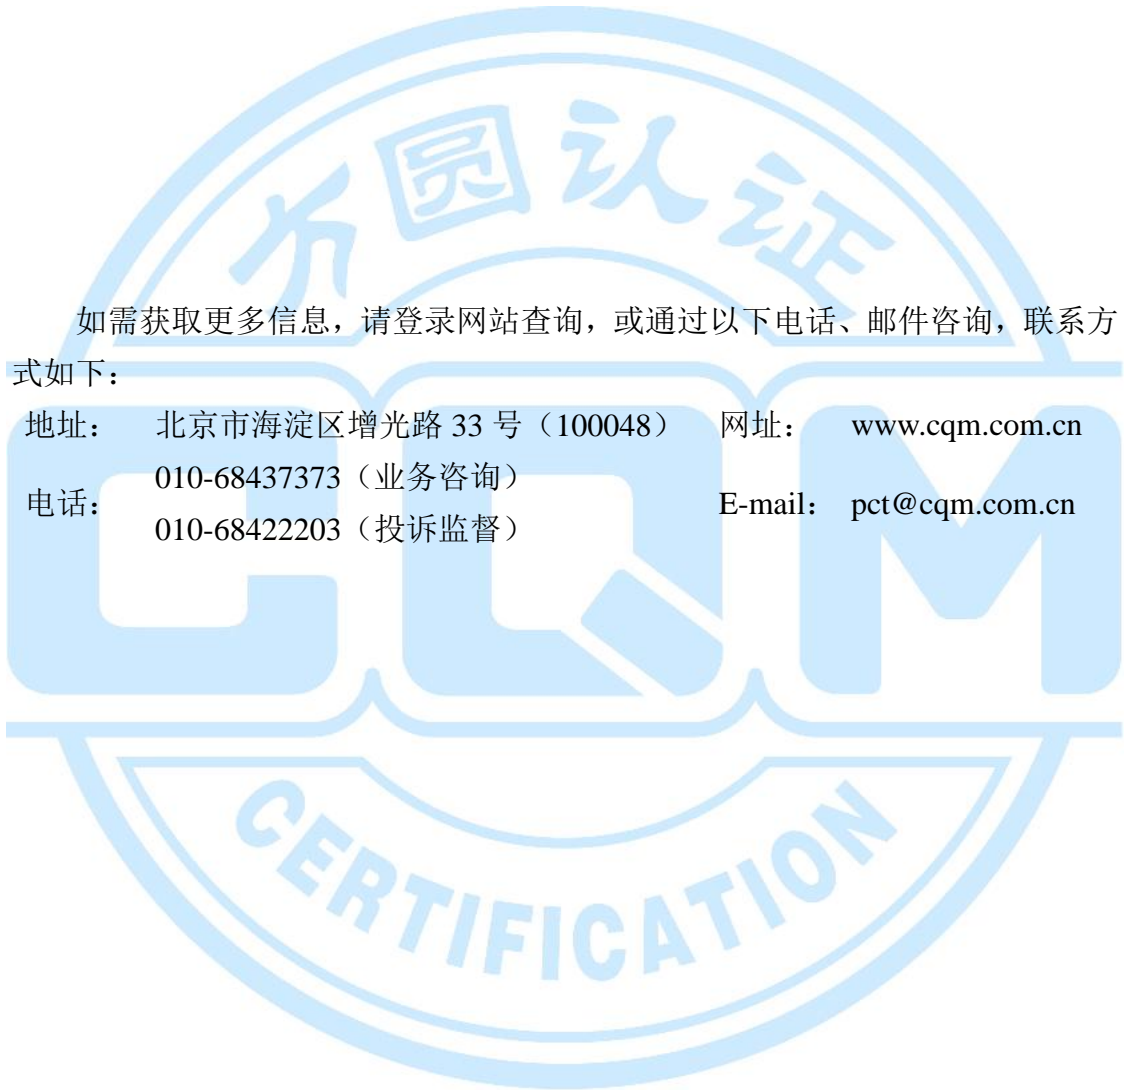 方圆认证
如需获取更多信息，请登录网站查询，或通过以下电话、邮件咨询，联系方
式如下：
地址： 北京市海淀区增光路 33 号（100048） 网址： www.cqm.com.cn
010-68437373（业务咨询）
电话： E-mail： pct@cqm.com.cn
010-68422203（投诉监督）
CQM
CERTIFICATION